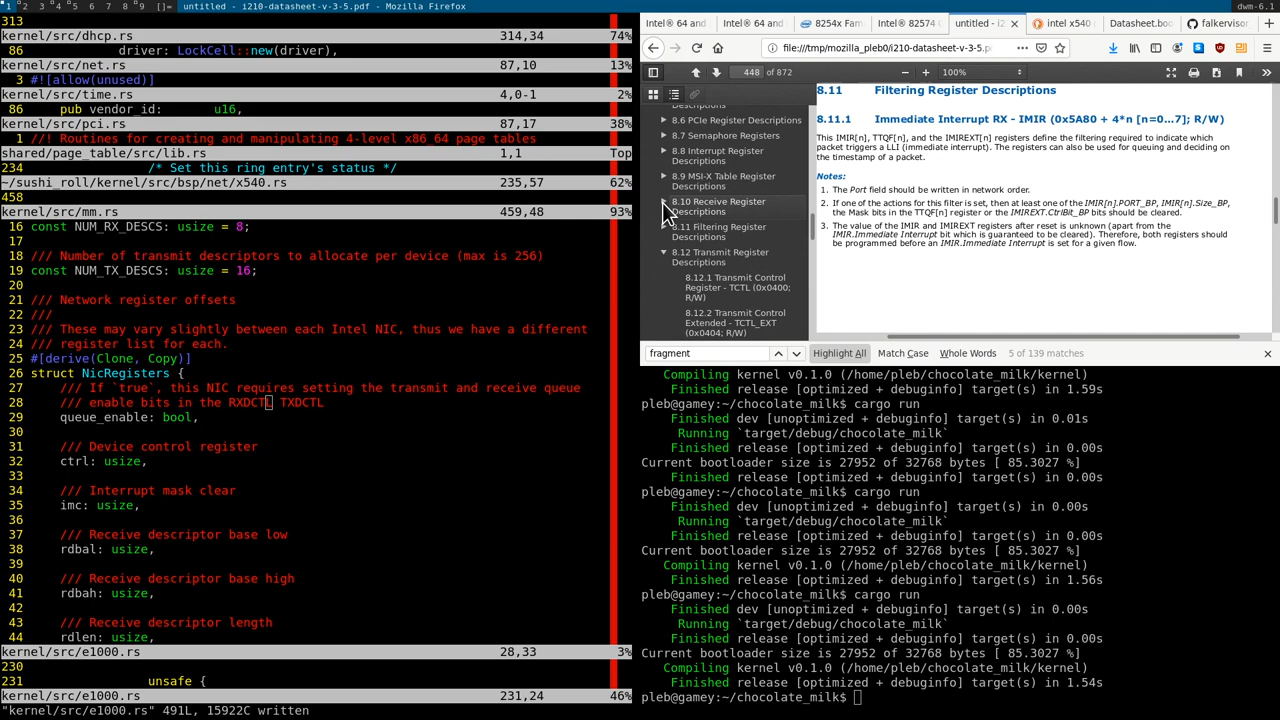 1 2 3 4 5 6 7 8 9 []= untitled - i210-datasheet-v-3-5.pdf - Mozilla Firefox dwm-6.1
313
kernel/src/dhcp.rs 314,34 74%
86 driver: LockCell::new(driver),
kernel/src/net.rs 87,10 13%
3 #![allow(unused)]
kernel/src/time.rs 4,0-1 2%
86 pub vendor_id: u16,
kernel/src/pci.rs 87,17 38%
1 //! Routines for creating and manipulating 4-level x86_64 page tables
shared/page_table/src/lib.rs 1,1 Top
234 /* Set this ring entry's status */
~/sushi_roll/kernel/src/bsp/net/x540.rs 235,57 62%
458
kernel/src/mm.rs 459,48 93%
16 const NUM_RX_DESCS: usize = 8;
17
18 /// Number of transmit descriptors to allocate per device (max is 256)
19 const NUM_TX_DESCS: usize = 16;
20
21 /// Network register offsets
22 ///
23 /// These may vary slightly between each Intel NIC, thus we have a different
24 /// register list for each.
25 #[derive(Clone, Copy)]
26 struct NicRegisters {
27 /// If `true`, this NIC requires setting the transmit and receive queue
28 /// enable bits in the RXDCTL TXDCTL
29 queue_enable: bool,
30
31 /// Device control register
32 ctrl: usize,
33
34 /// Interrupt mask clear
35 imc: usize,
36
37 /// Receive descriptor base low
38 rdbal: usize,
39
40 /// Receive descriptor base high
41 rdbah: usize,
42
43 /// Receive descriptor length
44 rdlen: usize,
kernel/src/e1000.rs 28,33 3%
230
231 unsafe {
kernel/src/e1000.rs 231,24 46%
"kernel/src/e1000.rs" 491L, 15922C written
Intel® 64 and Intel® 64 and 8254x Fam Intel® 82574 untitled - i2 intel x540 Datasheet.boo falkervisor
file:///tmp/mozilla_pleb0/i210-datasheet-v-3-5.p
448 of 872 100%
Descriptions
8.6 PCIe Register Descriptions
8.7 Semaphore Registers
8.8 Interrupt Register
Descriptions
8.9 MSI-X Table Register
Descriptions
8.10 Receive Register
Descriptions
8.11 Filtering Register
Descriptions
8.12 Transmit Register
Descriptions
8.12.1 Transmit Control
Register - TCTL (0x0400;
R/W)
8.12.2 Transmit Control
Extended - TCTL_EXT
(0x0404; R/W)
8.11 Filtering Register Descriptions
8.11.1 Immediate Interrupt RX - IMIR (0x5A80 + 4*n [n=0...7]; R/W)
This IMIR[n], TTQF[n], and the IMIREXT[n] registers define the filtering required to indicate which
packet triggers a LLI (immediate interrupt). The registers can also be used for queuing and deciding on
the timestamp of a packet.
Notes:
1. The Port field should be written in network order.
2. If one of the actions for this filter is set, then at least one of the IMIR[n].PORT_BP, IMIR[n].Size_BP,
the Mask bits in the TTQF[n] register or the IMIREXT.CtrlBit_BP bits should be cleared.
3. The value of the IMIR and IMIREXT registers after reset is unknown (apart from the
IMIR.Immediate Interrupt bit which is guaranteed to be cleared). Therefore, both registers should
be programmed before an IMIR.Immediate Interrupt is set for a given flow.
fragment Highlight All Match Case Whole Words 5 of 139 matches
Compiling kernel v0.1.0 (/home/pleb/chocolate_milk/kernel)
Finished release [optimized + debuginfo] target(s) in 1.59s
pleb@gamey:~/chocolate_milk$ cargo run
Finished dev [unoptimized + debuginfo] target(s) in 0.01s
Running `target/debug/chocolate_milk`
Finished release [optimized + debuginfo] target(s) in 0.00s
Current bootloader size is 27952 of 32768 bytes [ 85.3027 %]
Finished release [optimized + debuginfo] target(s) in 0.00s
pleb@gamey:~/chocolate_milk$ cargo run
Finished dev [unoptimized + debuginfo] target(s) in 0.00s
Running `target/debug/chocolate_milk`
Finished release [optimized + debuginfo] target(s) in 0.00s
Current bootloader size is 27952 of 32768 bytes [ 85.3027 %]
Compiling kernel v0.1.0 (/home/pleb/chocolate_milk/kernel)
Finished release [optimized + debuginfo] target(s) in 1.56s
pleb@gamey:~/chocolate_milk$ cargo run
Finished dev [unoptimized + debuginfo] target(s) in 0.00s
Running `target/debug/chocolate_milk`
Finished release [optimized + debuginfo] target(s) in 0.00s
Current bootloader size is 27952 of 32768 bytes [ 85.3027 %]
Compiling kernel v0.1.0 (/home/pleb/chocolate_milk/kernel)
Finished release [optimized + debuginfo] target(s) in 1.54s
pleb@gamey:~/chocolate_milk$